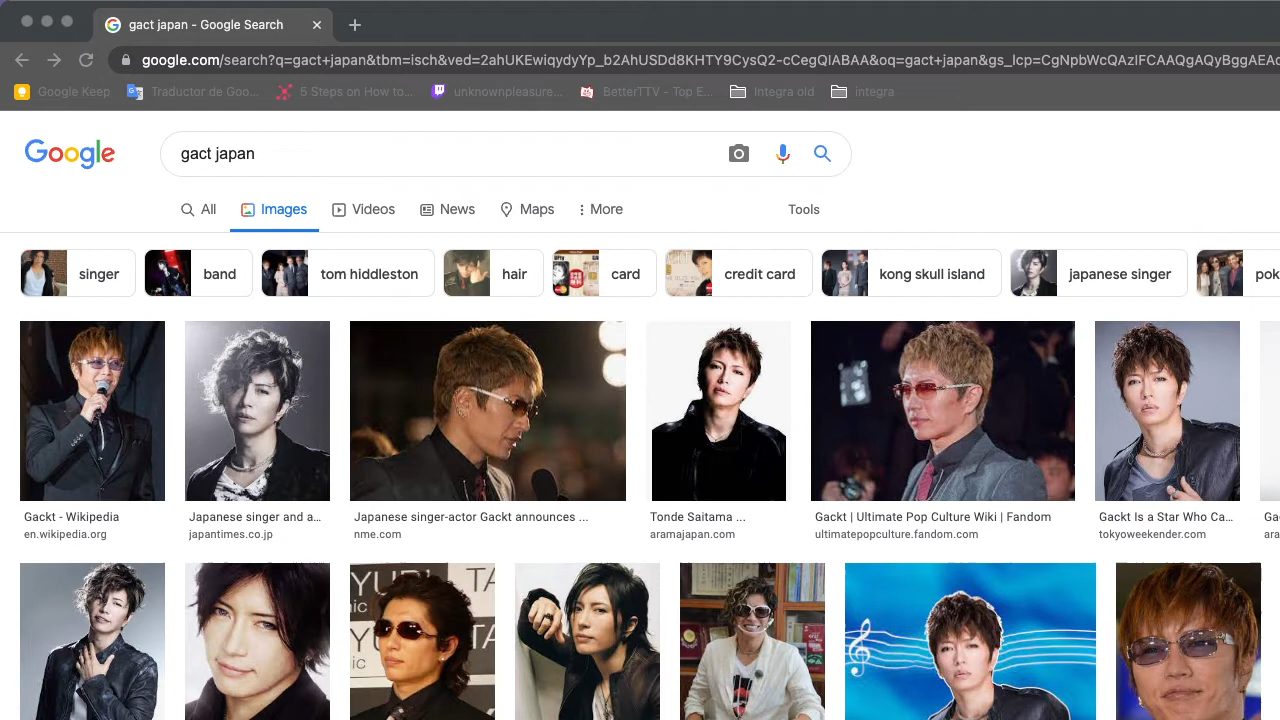 gact japan - Google Search
google.com/search?q=gact+japan&tbm=isch&ved=2ahUKEwiqydyYp_b2AhUSDd8KHTY9CysQ2-cCegQIABAA&oq=gact+japan&gs_lcp=CgNpbWcQAzIFCAAQgAQyBggAEAc
Google Keep
Traductor de Goo...
5 Steps on How to...
unknownpleasure...
BetterTTV - Top E...
Integra old
integra
Google
gact japan
All
Images
Videos
News
Maps
More
Tools
singer
band
tom hiddleston
hair
card
credit card
kong skull island
japanese singer
pok
Gackt - Wikipedia
en.wikipedia.org
Japanese singer and a...
japantimes.co.jp
Japanese singer-actor Gackt announces ...
nme.com
Tonde Saitama ...
aramajapan.com
Gackt | Ultimate Pop Culture Wiki | Fandom
ultimatepopculture.fandom.com
Gackt Is a Star Who Ca...
tokyoweekender.com
Ga
ara